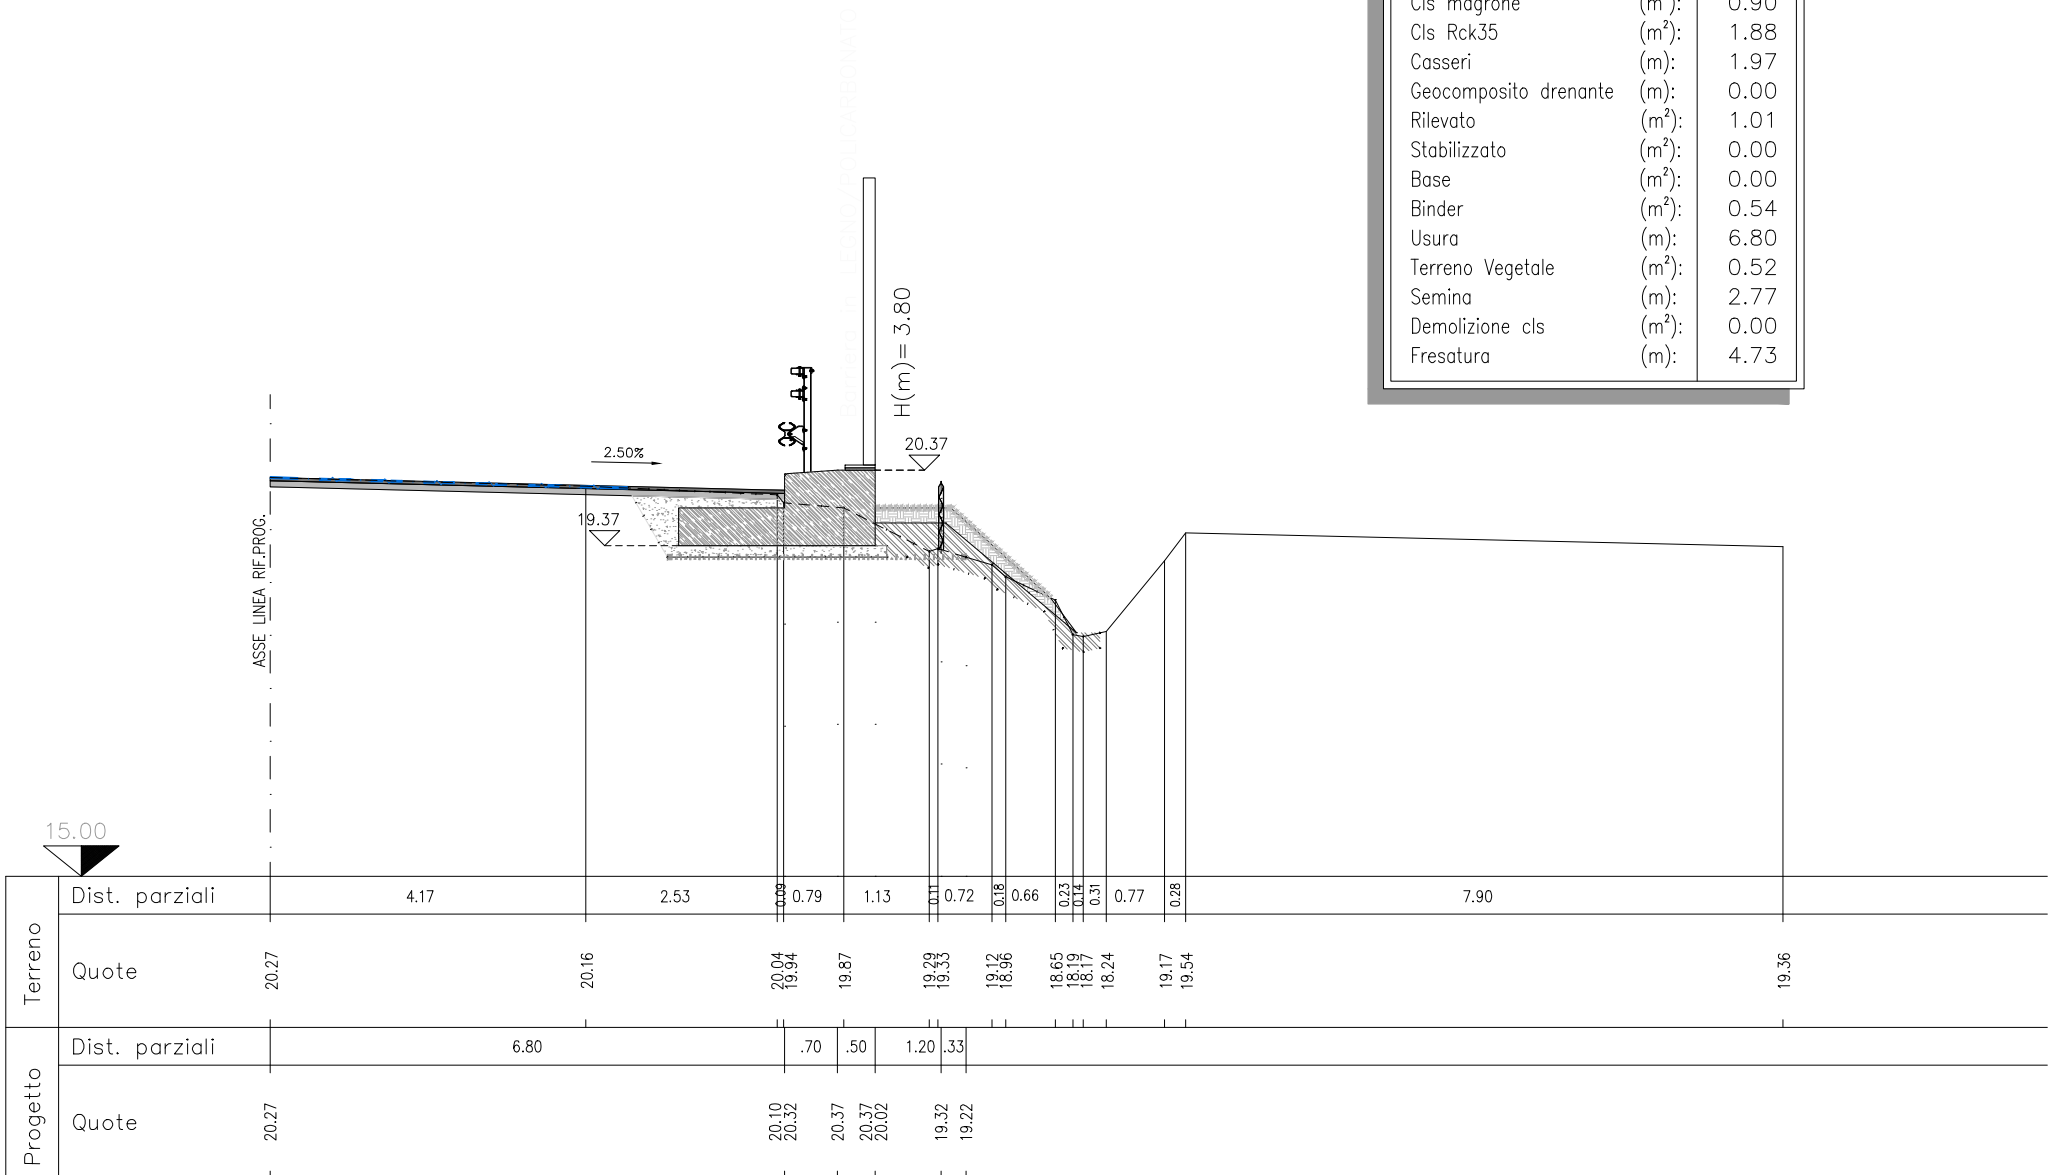 Cls magrone (m²): 0.90
Cls Rck35 (m²): 1.88
Casseri (m): 1.97
Geocomposito drenante (m): 0.00
Rilevato (m²): 1.01
Stabilizzato (m²): 0.00
Base (m²): 0.00
Binder (m²): 0.54
Usura (m): 6.80
Terreno Vegetale (m²): 0.52
Semina (m): 2.77
Demolizione cls (m²): 0.00
Fresatura (m): 4.73
H(m)= 3.80
20.37
2.50%
19.37
ASSE LINEA RIF.PROG.
15.00
Terreno
Dist. parziali 4.17 2.53 0.09 0.79 1.13 0.11 0.72 0.18 0.66 0.23 0.14 0.31 0.77 0.28 7.90
Quote 20.27 20.16 20.04 19.94 19.87 19.29 19.33 19.12 18.96 18.65 18.19 18.17 18.24 19.17 19.54 19.36
Progetto
Dist. parziali 6.80 .70 .50 1.20 .33
Quote 20.27 20.10 20.32 20.37 20.37 20.02 19.32 19.22